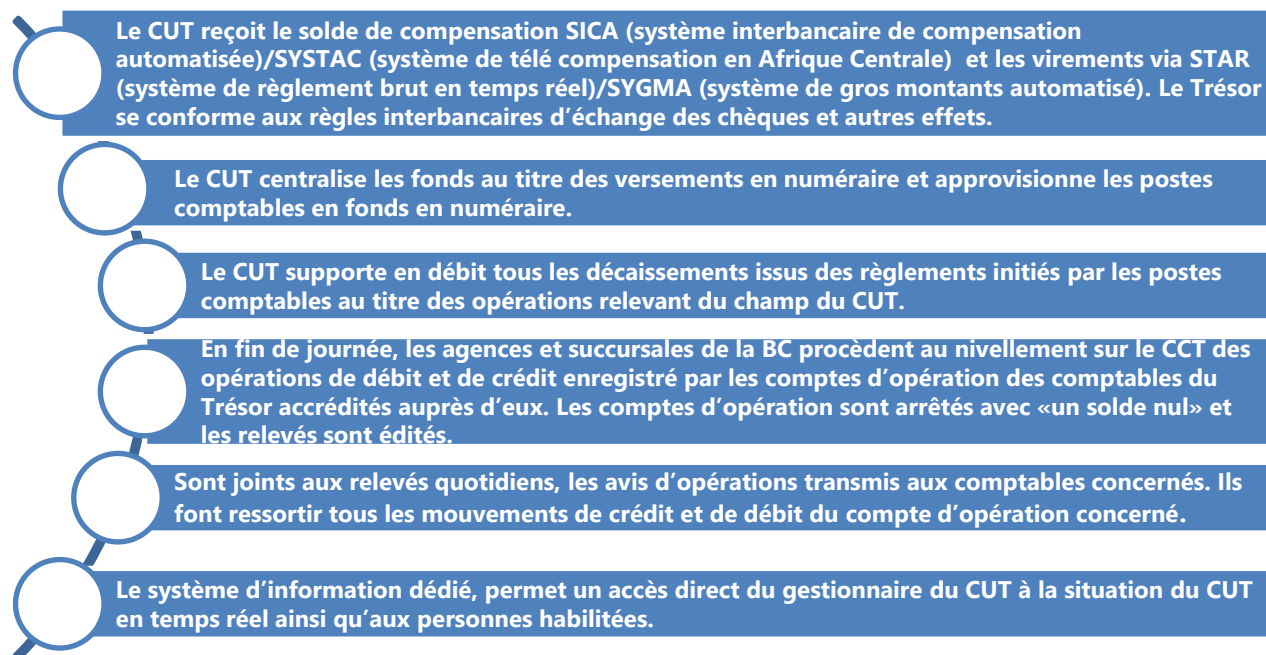 Le CUT reçoit le solde de compensation SICA (système interbancaire de compensation
automatisée)/SYSTAC (système de télé compensation en Afrique Centrale) et les virements via STAR
(système de règlement brut en temps réel)/SYGMA (système de gros montants automatisé). Le Trésor
se conforme aux règles interbancaires d’échange des chèques et autres effets.
Le CUT centralise les fonds au titre des versements en numéraire et approvisionne les postes
comptables en fonds en numéraire.
Le CUT supporte en débit tous les décaissements issus des règlements initiés par les postes
comptables au titre des opérations relevant du champ du CUT.
En fin de journée, les agences et succursales de la BC procèdent au nivellement sur le CCT des
opérations de débit et de crédit enregistré par les comptes d’opération des comptables du
Trésor accrédités auprès d’eux. Les comptes d’opération sont arrêtés avec «un solde nul» et
les relevés sont édités.
Sont joints aux relevés quotidiens, les avis d’opérations transmis aux comptables concernés. Ils
font ressortir tous les mouvements de crédit et de débit du compte d’opération concerné.
Le système d’information dédié, permet un accès direct du gestionnaire du CUT à la situation du CUT
en temps réel ainsi qu’aux personnes habilitées.